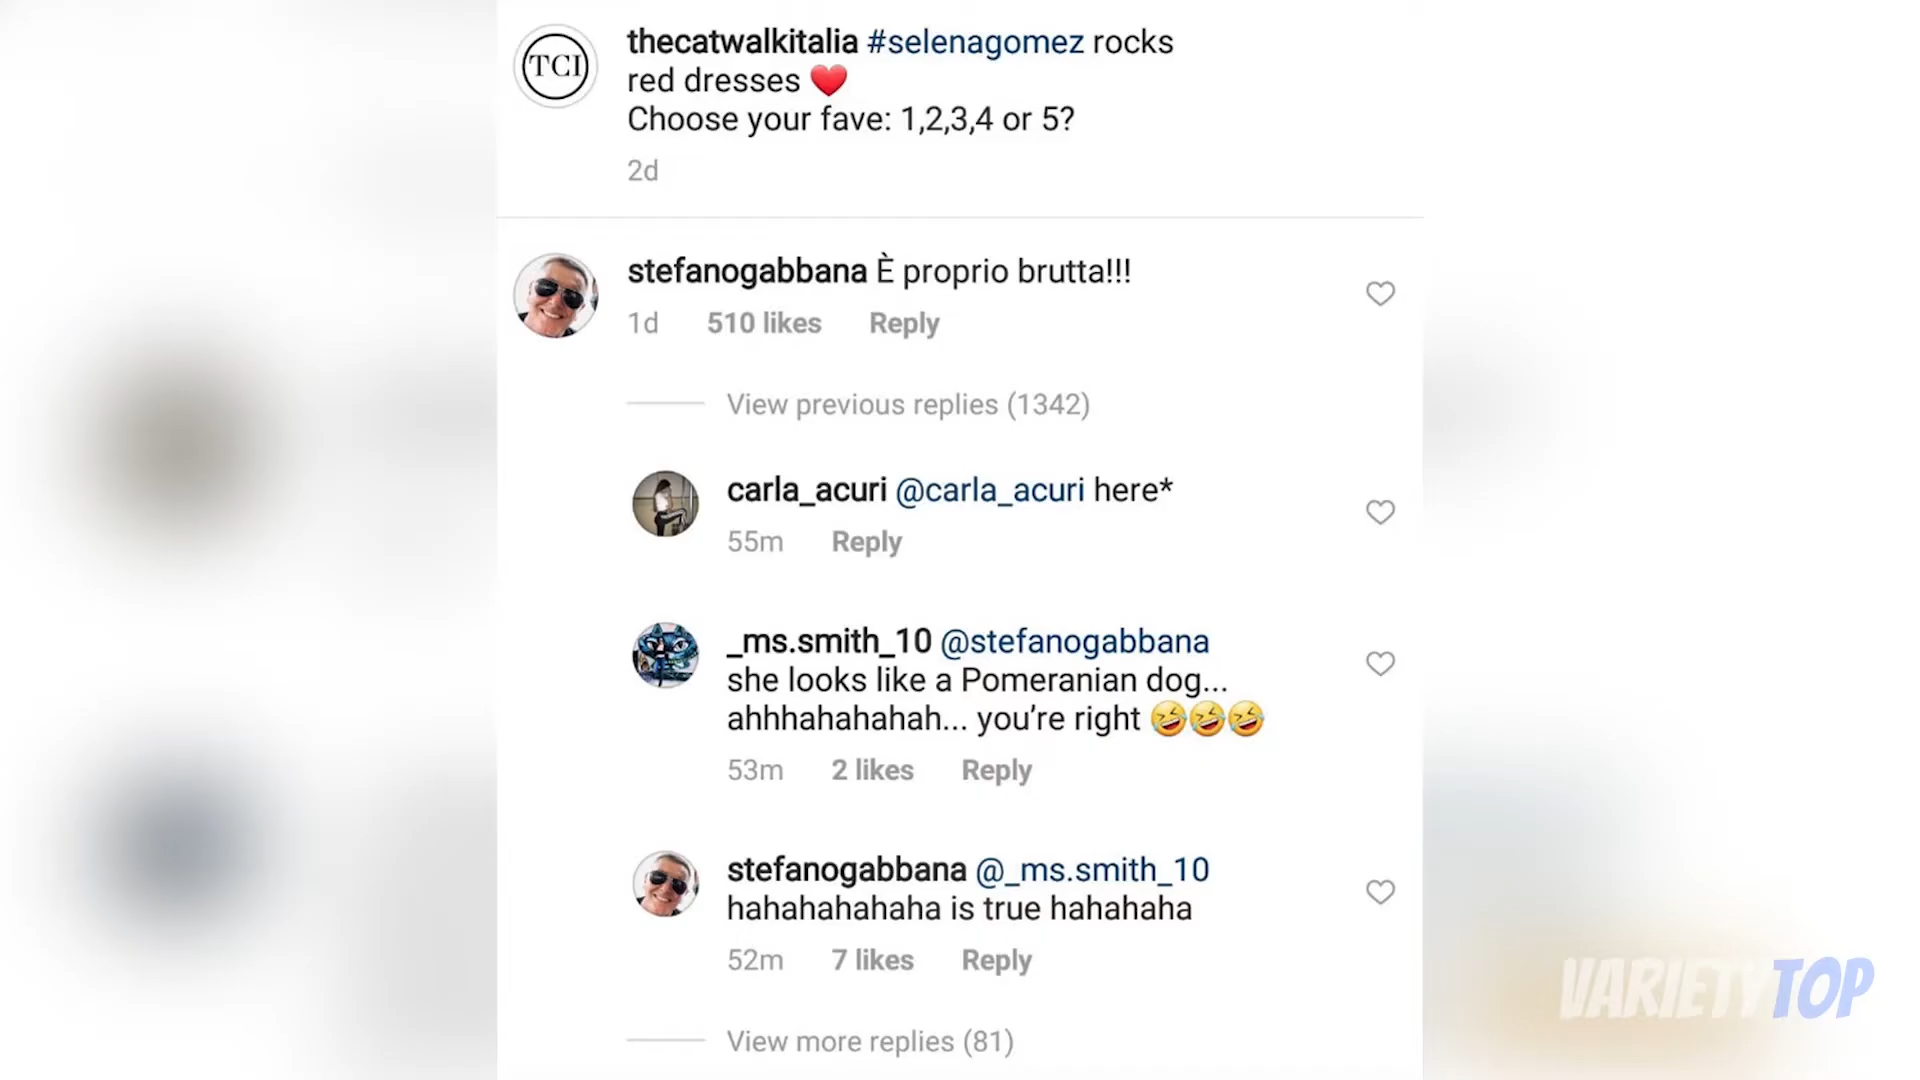 TCI
thecatwalkitalia #selenagomez rocks
red dresses ❤️
Choose your fave: 1,2,3,4 or 5?
2d
stefanogabbana È proprio brutta!!!
1d 510 likes Reply
View previous replies (1342)
carla_acuri @carla_acuri here*
55m Reply
_ms.smith_10 @stefanogabbana
she looks like a Pomeranian dog...
ahhhahahahah... you’re right 🤣🤣🤣
53m 2 likes Reply
stefanogabbana @_ms.smith_10
hahahahahaha is true hahahaha
52m 7 likes Reply
View more replies (81)
VARIETY TOP